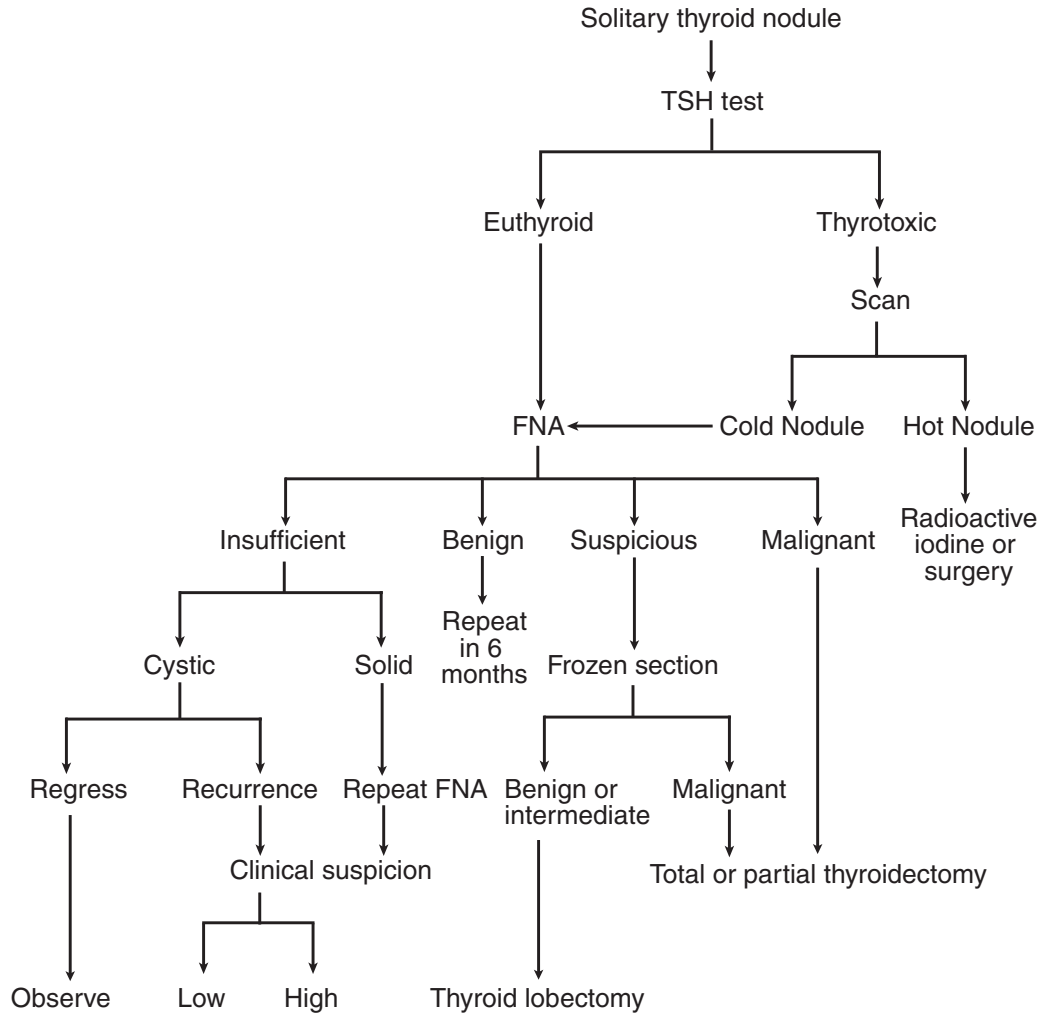 Solitary thyroid nodule
TSH test
Euthyroid
Thyrotoxic
Scan
FNA
Cold Nodule
Hot Nodule
Insufficient
Benign
Suspicious
Malignant
Radioactive
iodine or
surgery
Repeat
in 6
months
Cystic
Solid
Frozen section
Regress
Recurrence
Repeat FNA
Benign or
intermediate
Malignant
Clinical suspicion
Total or partial thyroidectomy
Observe
Low
High
Thyroid lobectomy